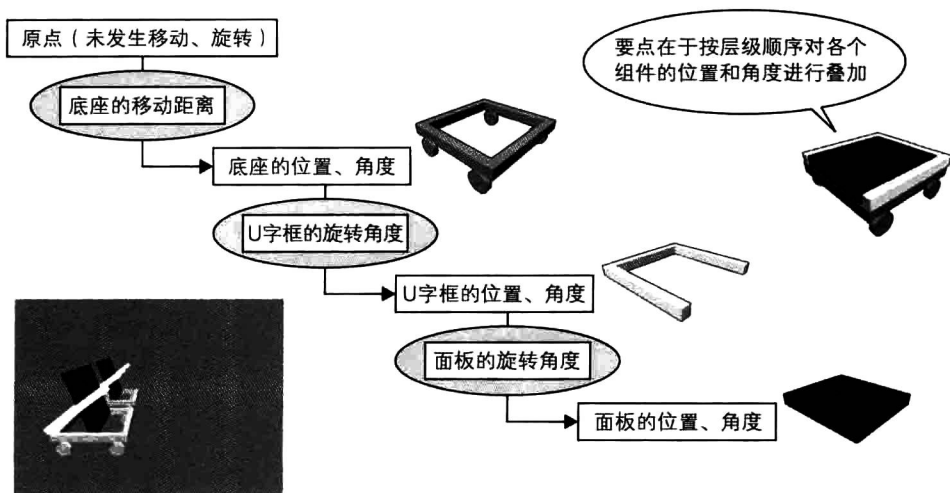 原点（未发生移动、旋转）
底座的移动距离
底座的位置、角度
U字框的旋转角度
U字框的位置、角度
面板的旋转角度
面板的位置、角度
要点在于按层级顺序对各个
组件的位置和角度进行叠加